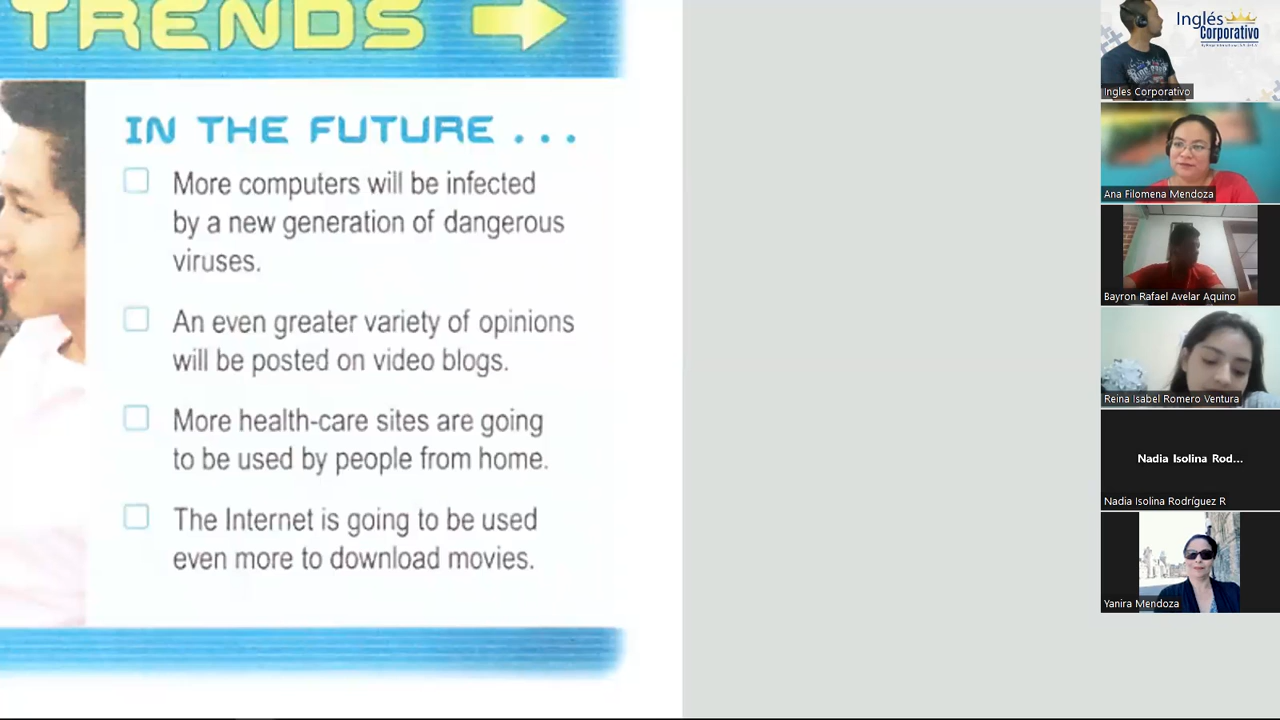 TRENDS
IN THE FUTURE . . .
More computers will be infected
by a new generation of dangerous
viruses.
An even greater variety of opinions
will be posted on video blogs.
More health-care sites are going
to be used by people from home.
The Internet is going to be used
even more to download movies.
Inglés
Corporativo
Ingles Corporativo
Ana Filomena Mendoza
Bayron Rafael Avelar Aquino
Reina Isabel Romero Ventura
Nadia Isolina Rod...
Nadia Isolina Rodríguez R
Yanira Mendoza